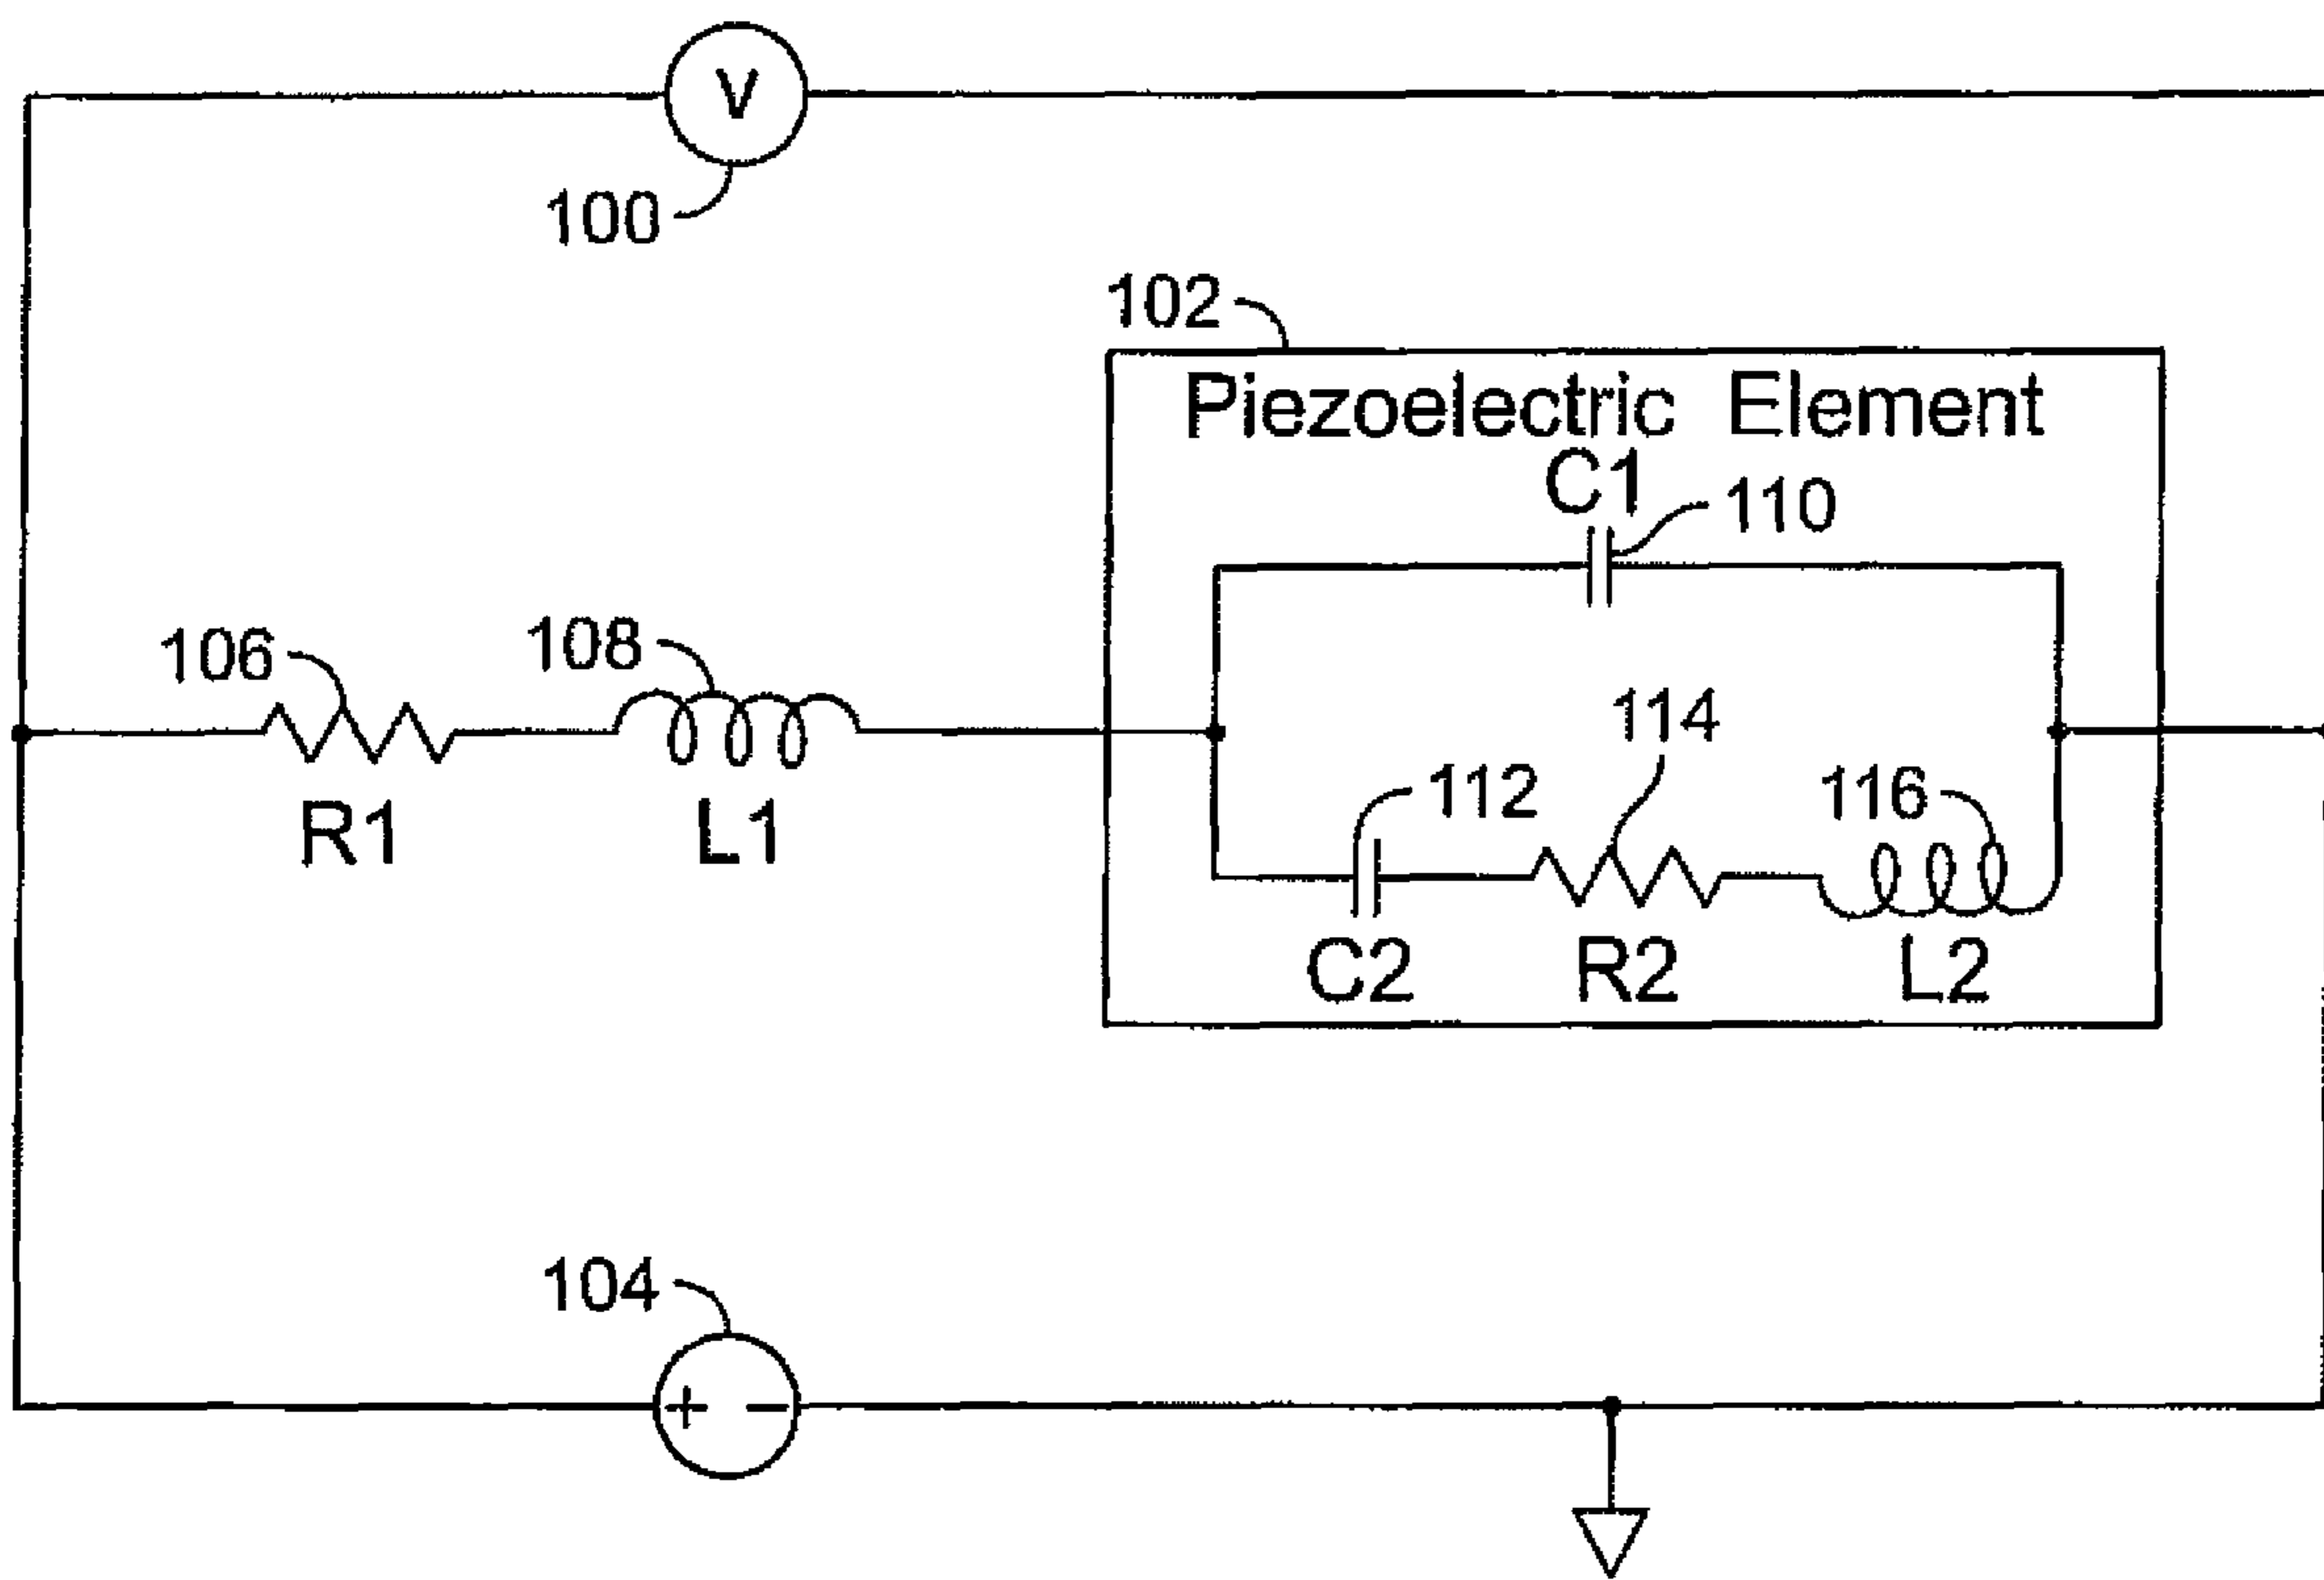 V
100
102
Piezoelectric Element
C1
110
106
108
114
R1
L1
112
116
C2
R2
L2
104
+ −